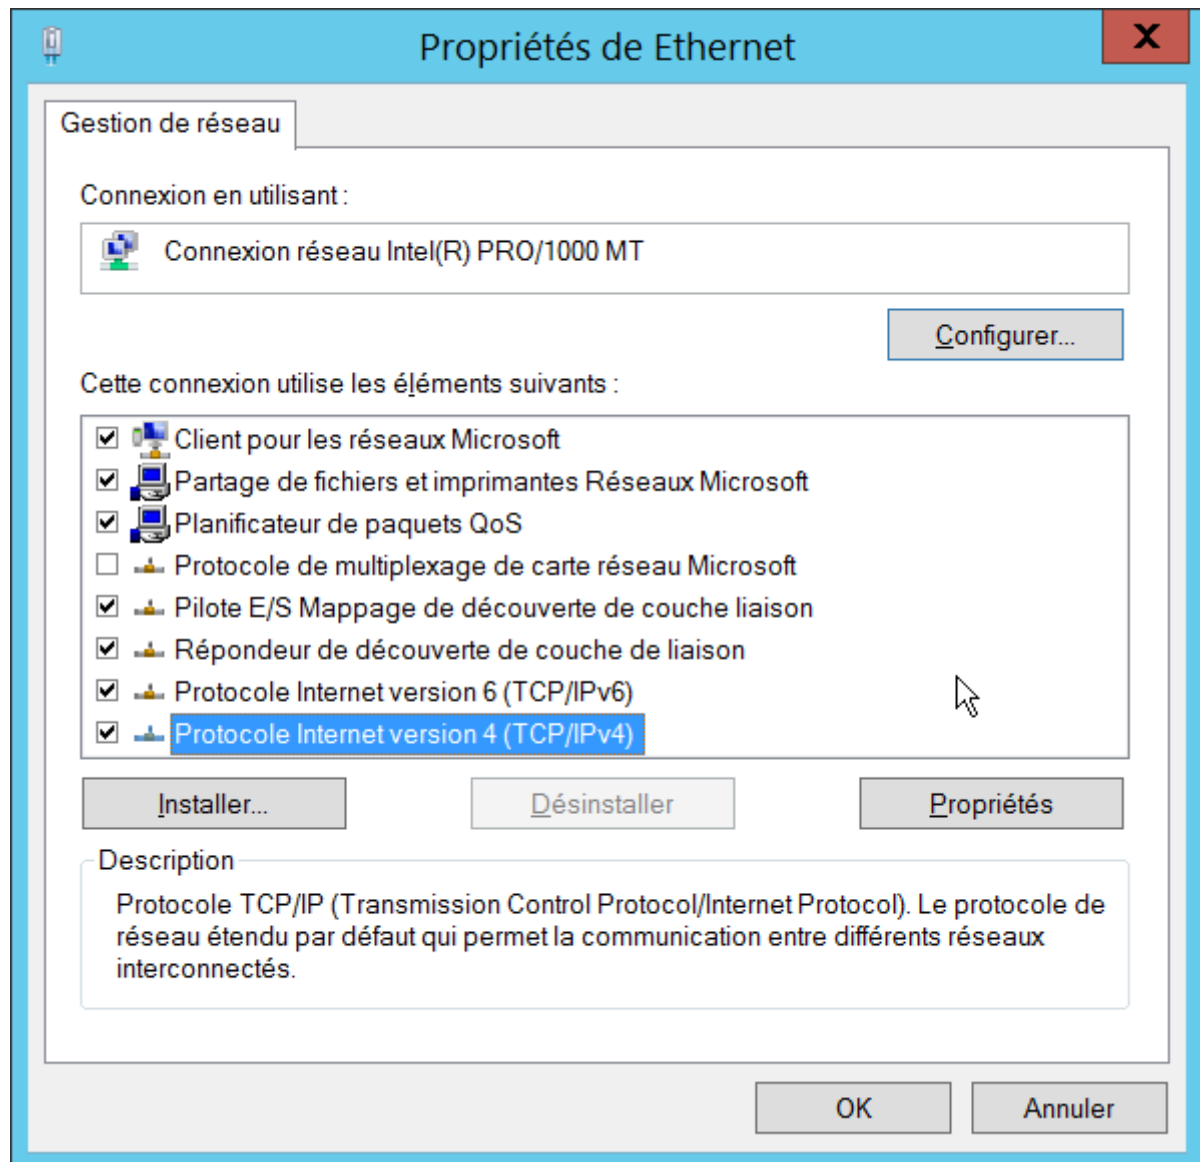 Propriétés de Ethernet
X
Gestion de réseau
Connexion en utilisant :
Connexion réseau Intel(R) PRO/1000 MT
Configurer...
Cette connexion utilise les éléments suivants :
Client pour les réseaux Microsoft
Partage de fichiers et imprimantes Réseaux Microsoft
Planificateur de paquets QoS
Protocole de multiplexage de carte réseau Microsoft
Pilote E/S Mappage de découverte de couche liaison
Répondeur de découverte de couche de liaison
Protocole Internet version 6 (TCP/IPv6)
Protocole Internet version 4 (TCP/IPv4)
Installer...
Désinstaller
Propriétés
Description
Protocole TCP/IP (Transmission Control Protocol/Internet Protocol). Le protocole de
réseau étendu par défaut qui permet la communication entre différents réseaux
interconnectés.
OK
Annuler